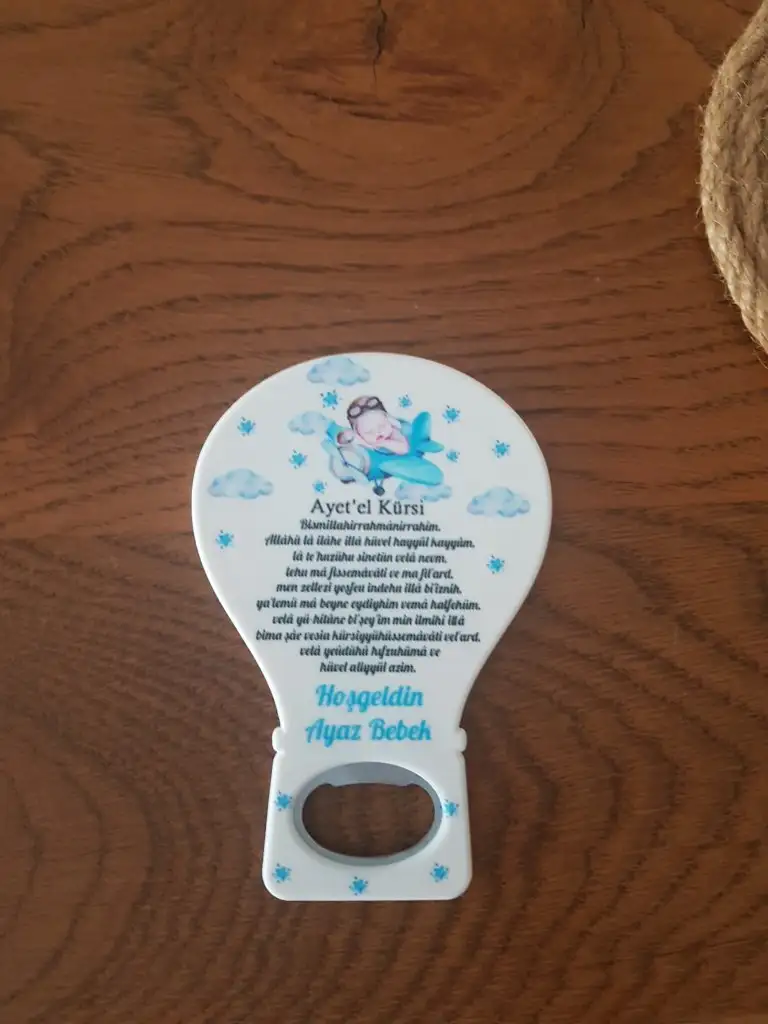 Ayet'el Kürsi
Bismillahirrahmânirrahim.
Allâhü lâ ilâhe illâ hüvel hayyül kayyûm,
lâ te'huzühu sinetün velâ nevm,
lehu mâ fissemâvâti ve ma fil'ard,
men zellezi yeşfeu indehu illâ bi'iznih,
ya'lemü mâ beyne eydiyhim vemâ halfehüm,
velâ yü-hîtûne bi'şey'im min ilmihî illâ
bima şâe vesia kürsiyyühüssemâvâti vel'ard,
velâ yeûdühû hıfzuhümâ ve
hüvel aliyyül azim.
Hoşgeldin
Ayaz Bebek